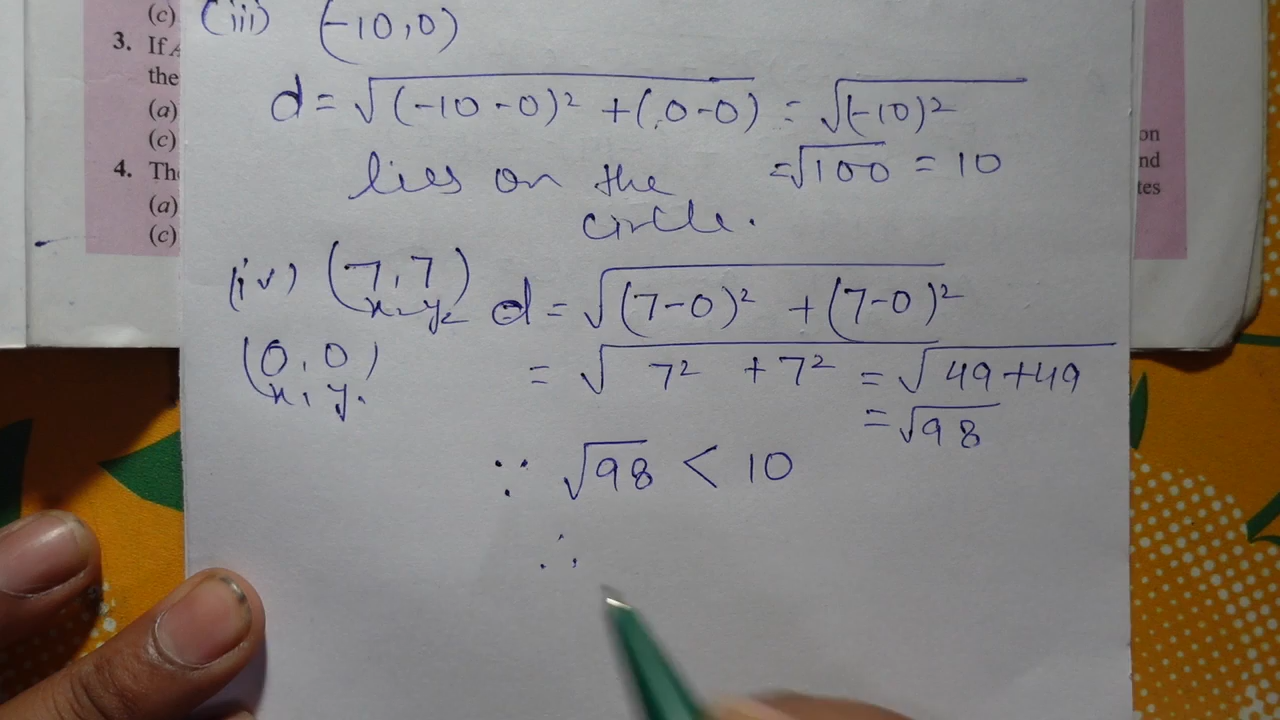 (c)
3. If A
the
(a)
(c)
4. Th
(a)
(c)
(iii) (-10,0)
d = √(-10-0)² + (0-0) = √(-10)²
= √100 = 10
lies on the
circle.
(iv) (7,7) d = √(7-0)² + (7-0)²
x₂ y₂
(0,0) = √7² + 7² = √49+49
x₁ y₁
= √98
∵ √98 < 10
∴
on
nd
tes